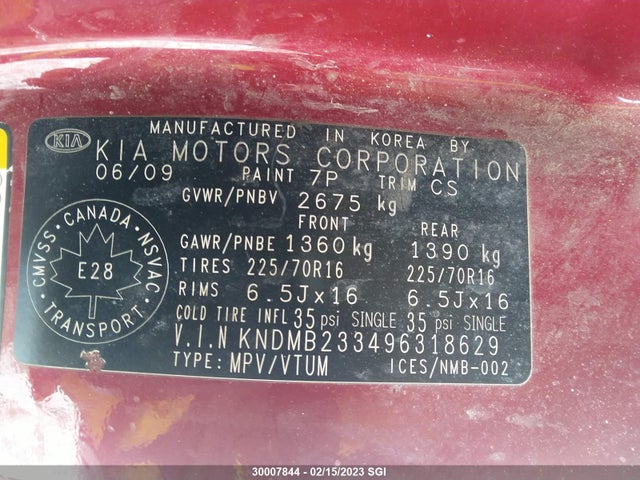 MANUFACTURED IN KOREA BY
KIA KIA MOTORS CORPORATION
06/09 PAINT 7P TRIM CS
GVWR/PNBV 2675 kg
FRONT REAR
GAWR/PNBE 1360 kg 1390 kg
TIRES 225/70R16 225/70R16
RIMS 6.5Jx16 6.5Jx16
COLD TIRE INFL 35 psi SINGLE 35 psi SINGLE
V.I.N KNDMB233496318629
TYPE: MPV/VTUM ICES/NMB-002
CMVSS · CANADA · NSVAC
E28
· TRANSPORT ·
30007844 — 02/15/2023 SGI